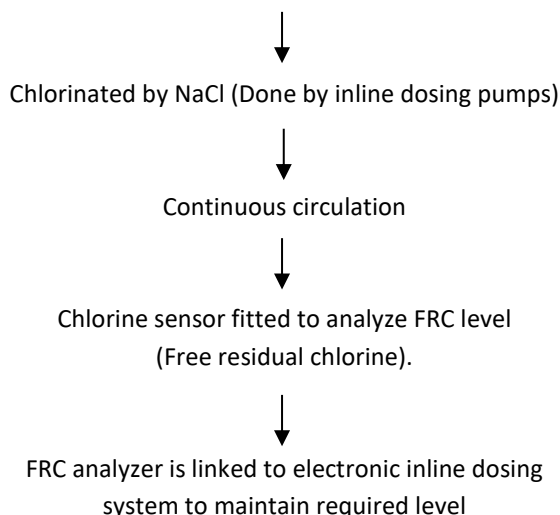 Chlorinated by NaCl (Done by inline dosing pumps)
Continuous circulation
Chlorine sensor fitted to analyze FRC level
(Free residual chlorine).
FRC analyzer is linked to electronic inline dosing
system to maintain required level